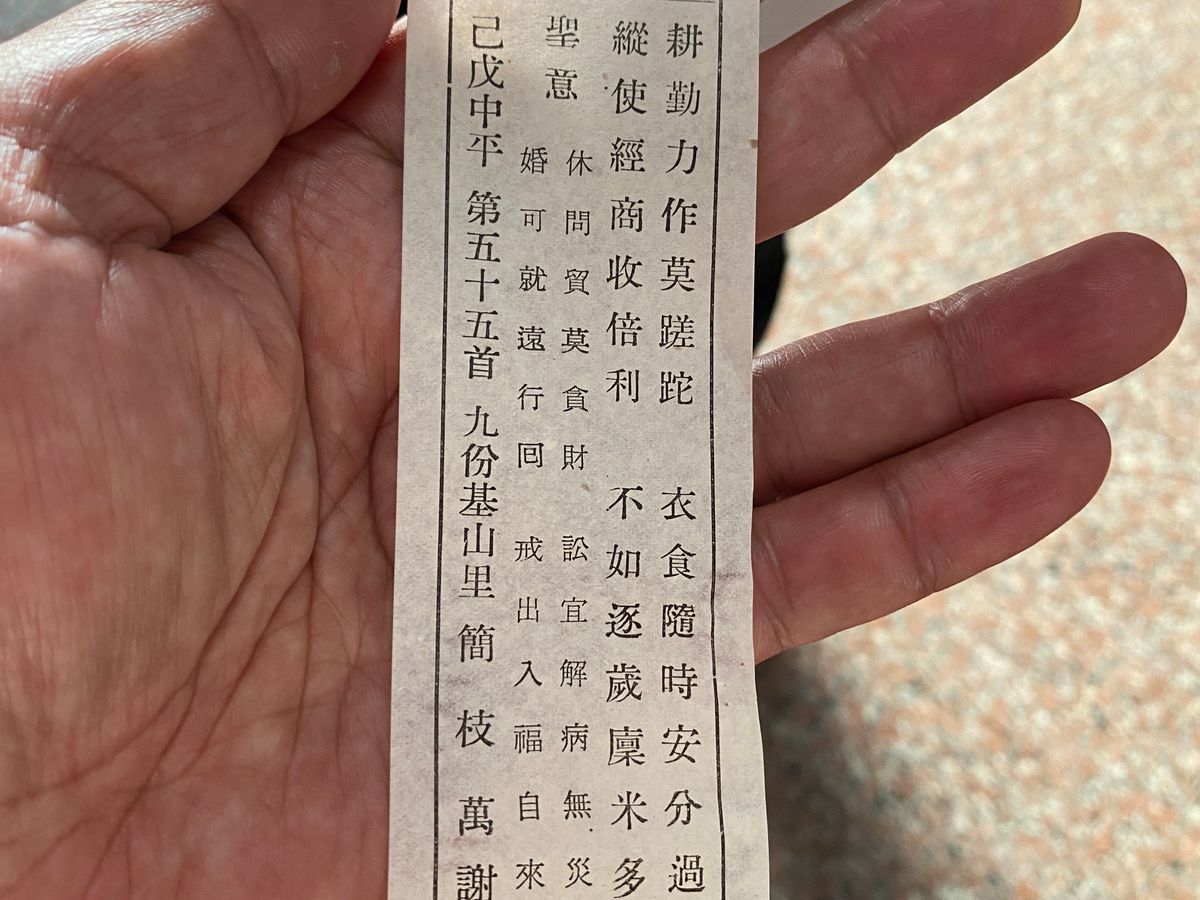 耕勤力作莫蹉跎 衣食隨時安分過
縱使經商收倍利 不如逐歲廩米多
聖意
休問貿莫貪財 訟宜解病無災
婚可就遠行囘 戒出入福自來
己戊中平 第五十五首 九份基山里 簡枝萬謝